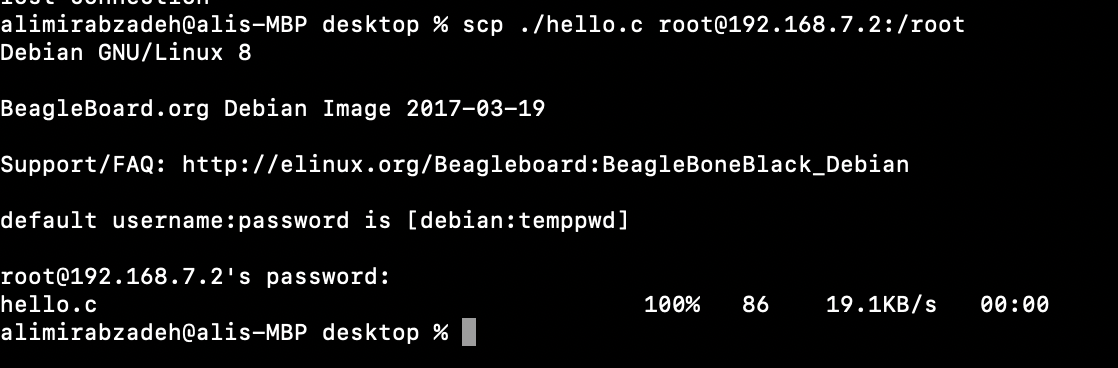 lost connection
alimirabzadeh@alis-MBP desktop % scp ./hello.c root@192.168.7.2:/root
Debian GNU/Linux 8
BeagleBoard.org Debian Image 2017-03-19
Support/FAQ: http://elinux.org/Beagleboard:BeagleBoneBlack_Debian
default username:password is [debian:temppwd]
root@192.168.7.2's password:
hello.c 100% 86 19.1KB/s 00:00
alimirabzadeh@alis-MBP desktop %